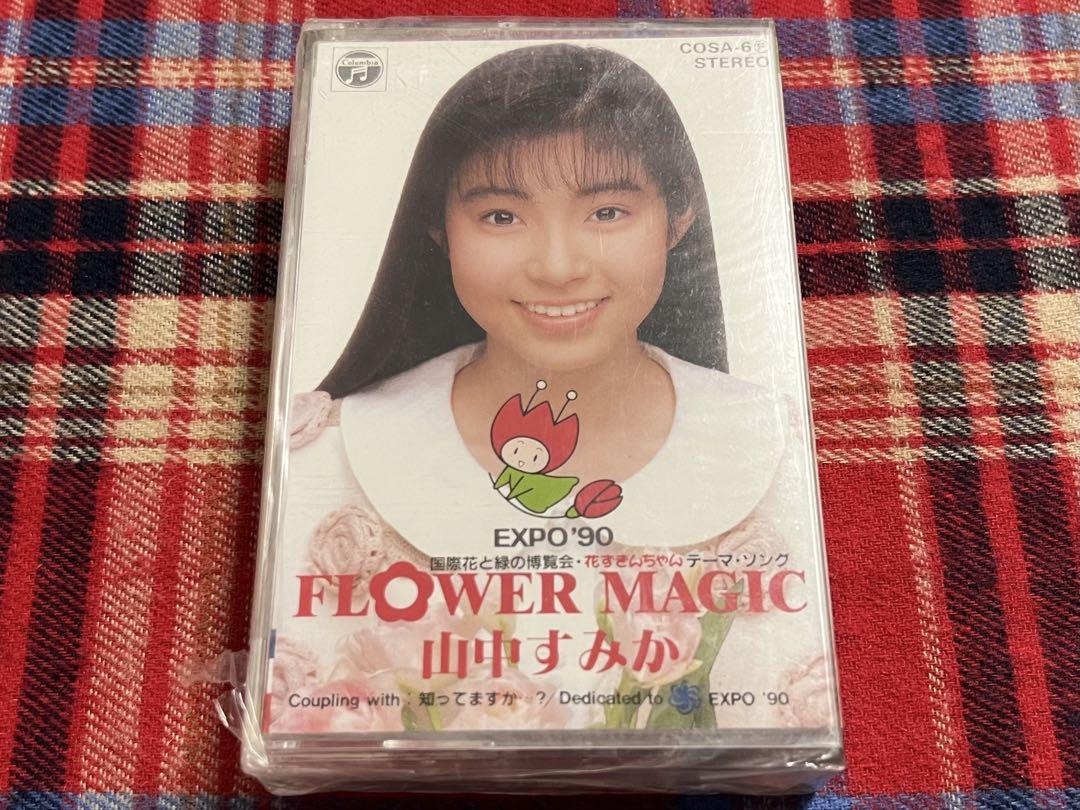 Columbia
COSA-6 Ⓟ
STEREO
EXPO '90
国際花と緑の博覧会・花ずきんちゃんテーマ・ソング
FLOWER MAGIC
山中すみか
Coupling with : 知ってますか…?/ Dedicated to EXPO '90